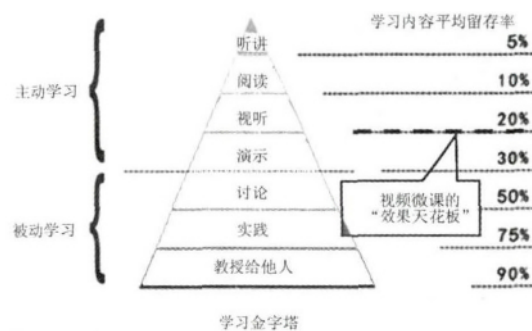 学习内容平均留存率
听讲
5%
阅读
10%
主动学习
视听
20%
演示
30%
讨论
50%
视频微课的
“效果天花板”
被动学习
实践
75%
教授给他人
90%
学习金字塔